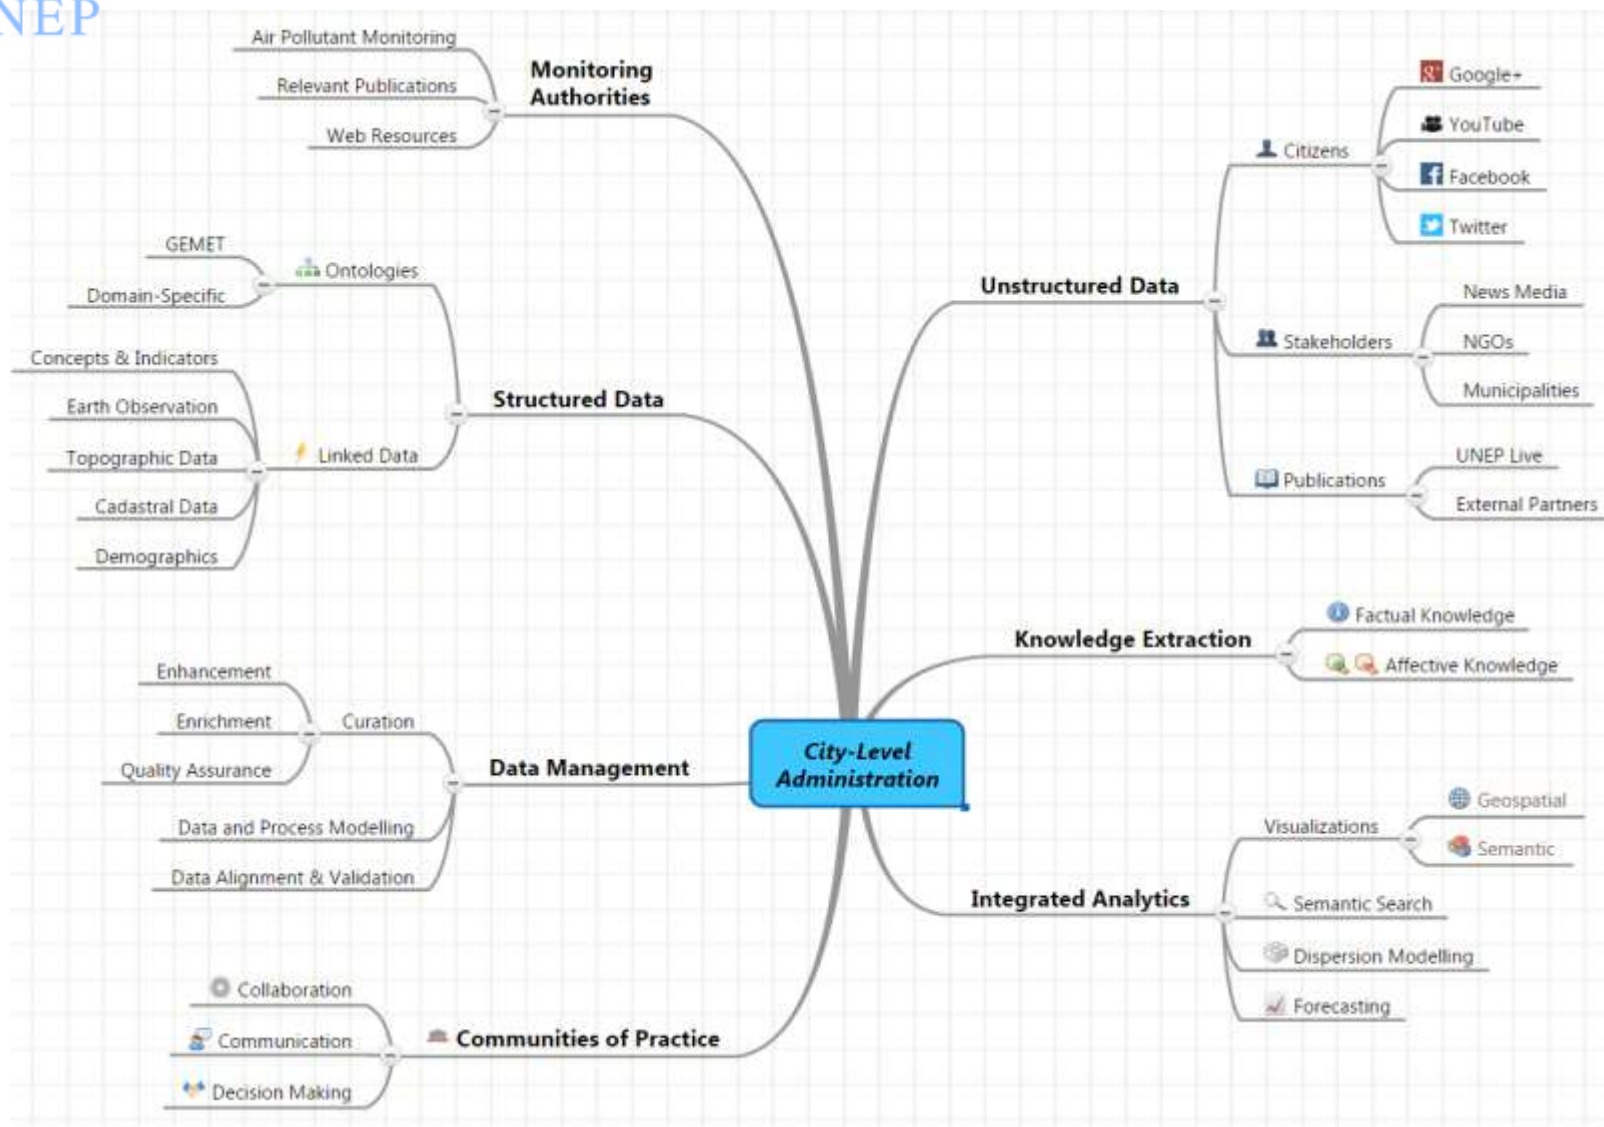 NEP
Air Pollutant Monitoring
Relevant Publications
Web Resources
Monitoring
Authorities
GEMET
Domain-Specific
Ontologies
Concepts & Indicators
Earth Observation
Topographic Data
Cadastral Data
Demographics
Linked Data
Structured Data
Enhancement
Enrichment
Quality Assurance
Curation
Data and Process Modelling
Data Alignment & Validation
Data Management
Collaboration
Communication
Decision Making
Communities of Practice
City-Level
Administration
Unstructured Data
Citizens
Google+
YouTube
Facebook
Twitter
Stakeholders
News Media
NGOs
Municipalities
Publications
UNEP Live
External Partners
Knowledge Extraction
Factual Knowledge
Affective Knowledge
Integrated Analytics
Visualizations
Geospatial
Semantic
Semantic Search
Dispersion Modelling
Forecasting